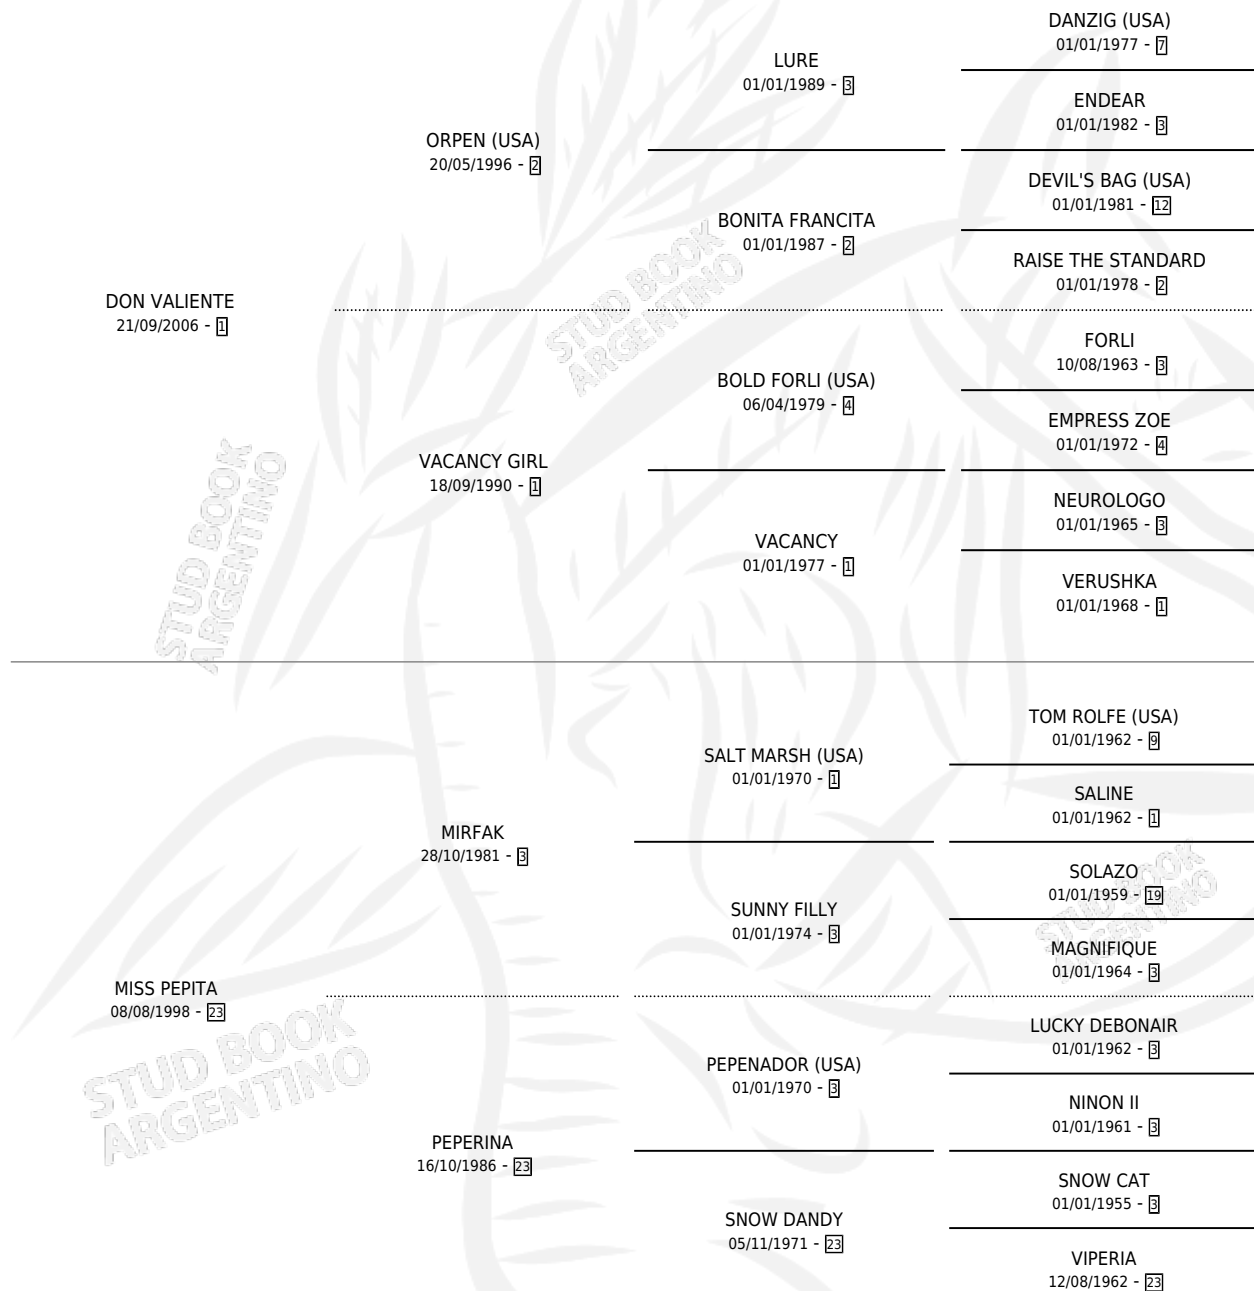 DANZIG (USA)
01/01/1977 - 7
LURE
01/01/1989 - 3
ENDEAR
01/01/1982 - 3
ORPEN (USA)
20/05/1996 - 2
DEVIL'S BAG (USA)
01/01/1981 - 12
BONITA FRANCITA
01/01/1987 - 2
RAISE THE STANDARD
01/01/1978 - 2
DON VALIENTE
21/09/2006 - 1
FORLI
10/08/1963 - 3
BOLD FORLI (USA)
06/04/1979 - 4
EMPRESS ZOE
01/01/1972 - 4
VACANCY GIRL
18/09/1990 - 1
NEUROLOGO
01/01/1965 - 3
VACANCY
01/01/1977 - 1
VERUSHKA
01/01/1968 - 1
STUD BOOK
ARGENTINO
STUD BOOK
ARGENTINO
TOM ROLFE (USA)
01/01/1962 - 9
SALT MARSH (USA)
01/01/1970 - 1
SALINE
01/01/1962 - 1
MIRFAK
28/10/1981 - 3
SOLAZO
01/01/1959 - 19
SUNNY FILLY
01/01/1974 - 3
MAGNIFIQUE
01/01/1964 - 3
MISS PEPITA
08/08/1998 - 23
LUCKY DEBONAIR
01/01/1962 - 3
PEPENADOR (USA)
01/01/1970 - 3
NINON II
01/01/1961 - 3
PEPERINA
16/10/1986 - 23
SNOW CAT
01/01/1955 - 3
SNOW DANDY
05/11/1971 - 23
VIPERIA
12/08/1962 - 23
STUD BOOK
ARGENTINO
STUD BOOK
ARGENTINO